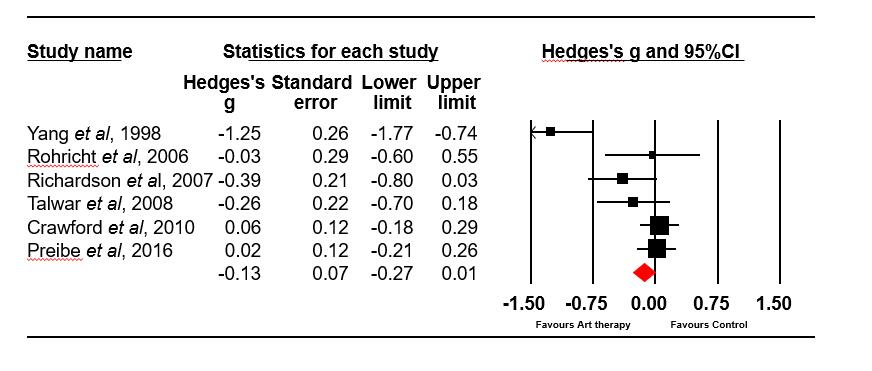 Study name Statistics for each study Hedges's g and 95%CI
Hedges's Standard Lower Upper
g error limit limit
Yang et al, 1998 -1.25 0.26 -1.77 -0.74
Rohricht et al, 2006 -0.03 0.29 -0.60 0.55
Richardson et al, 2007 -0.39 0.21 -0.80 0.03
Talwar et al, 2008 -0.26 0.22 -0.70 0.18
Crawford et al, 2010 0.06 0.12 -0.18 0.29
Preibe et al, 2016 0.02 0.12 -0.21 0.26
-0.13 0.07 -0.27 0.01
-1.50 -0.75 0.00 0.75 1.50
Favours Art therapy Favours Control